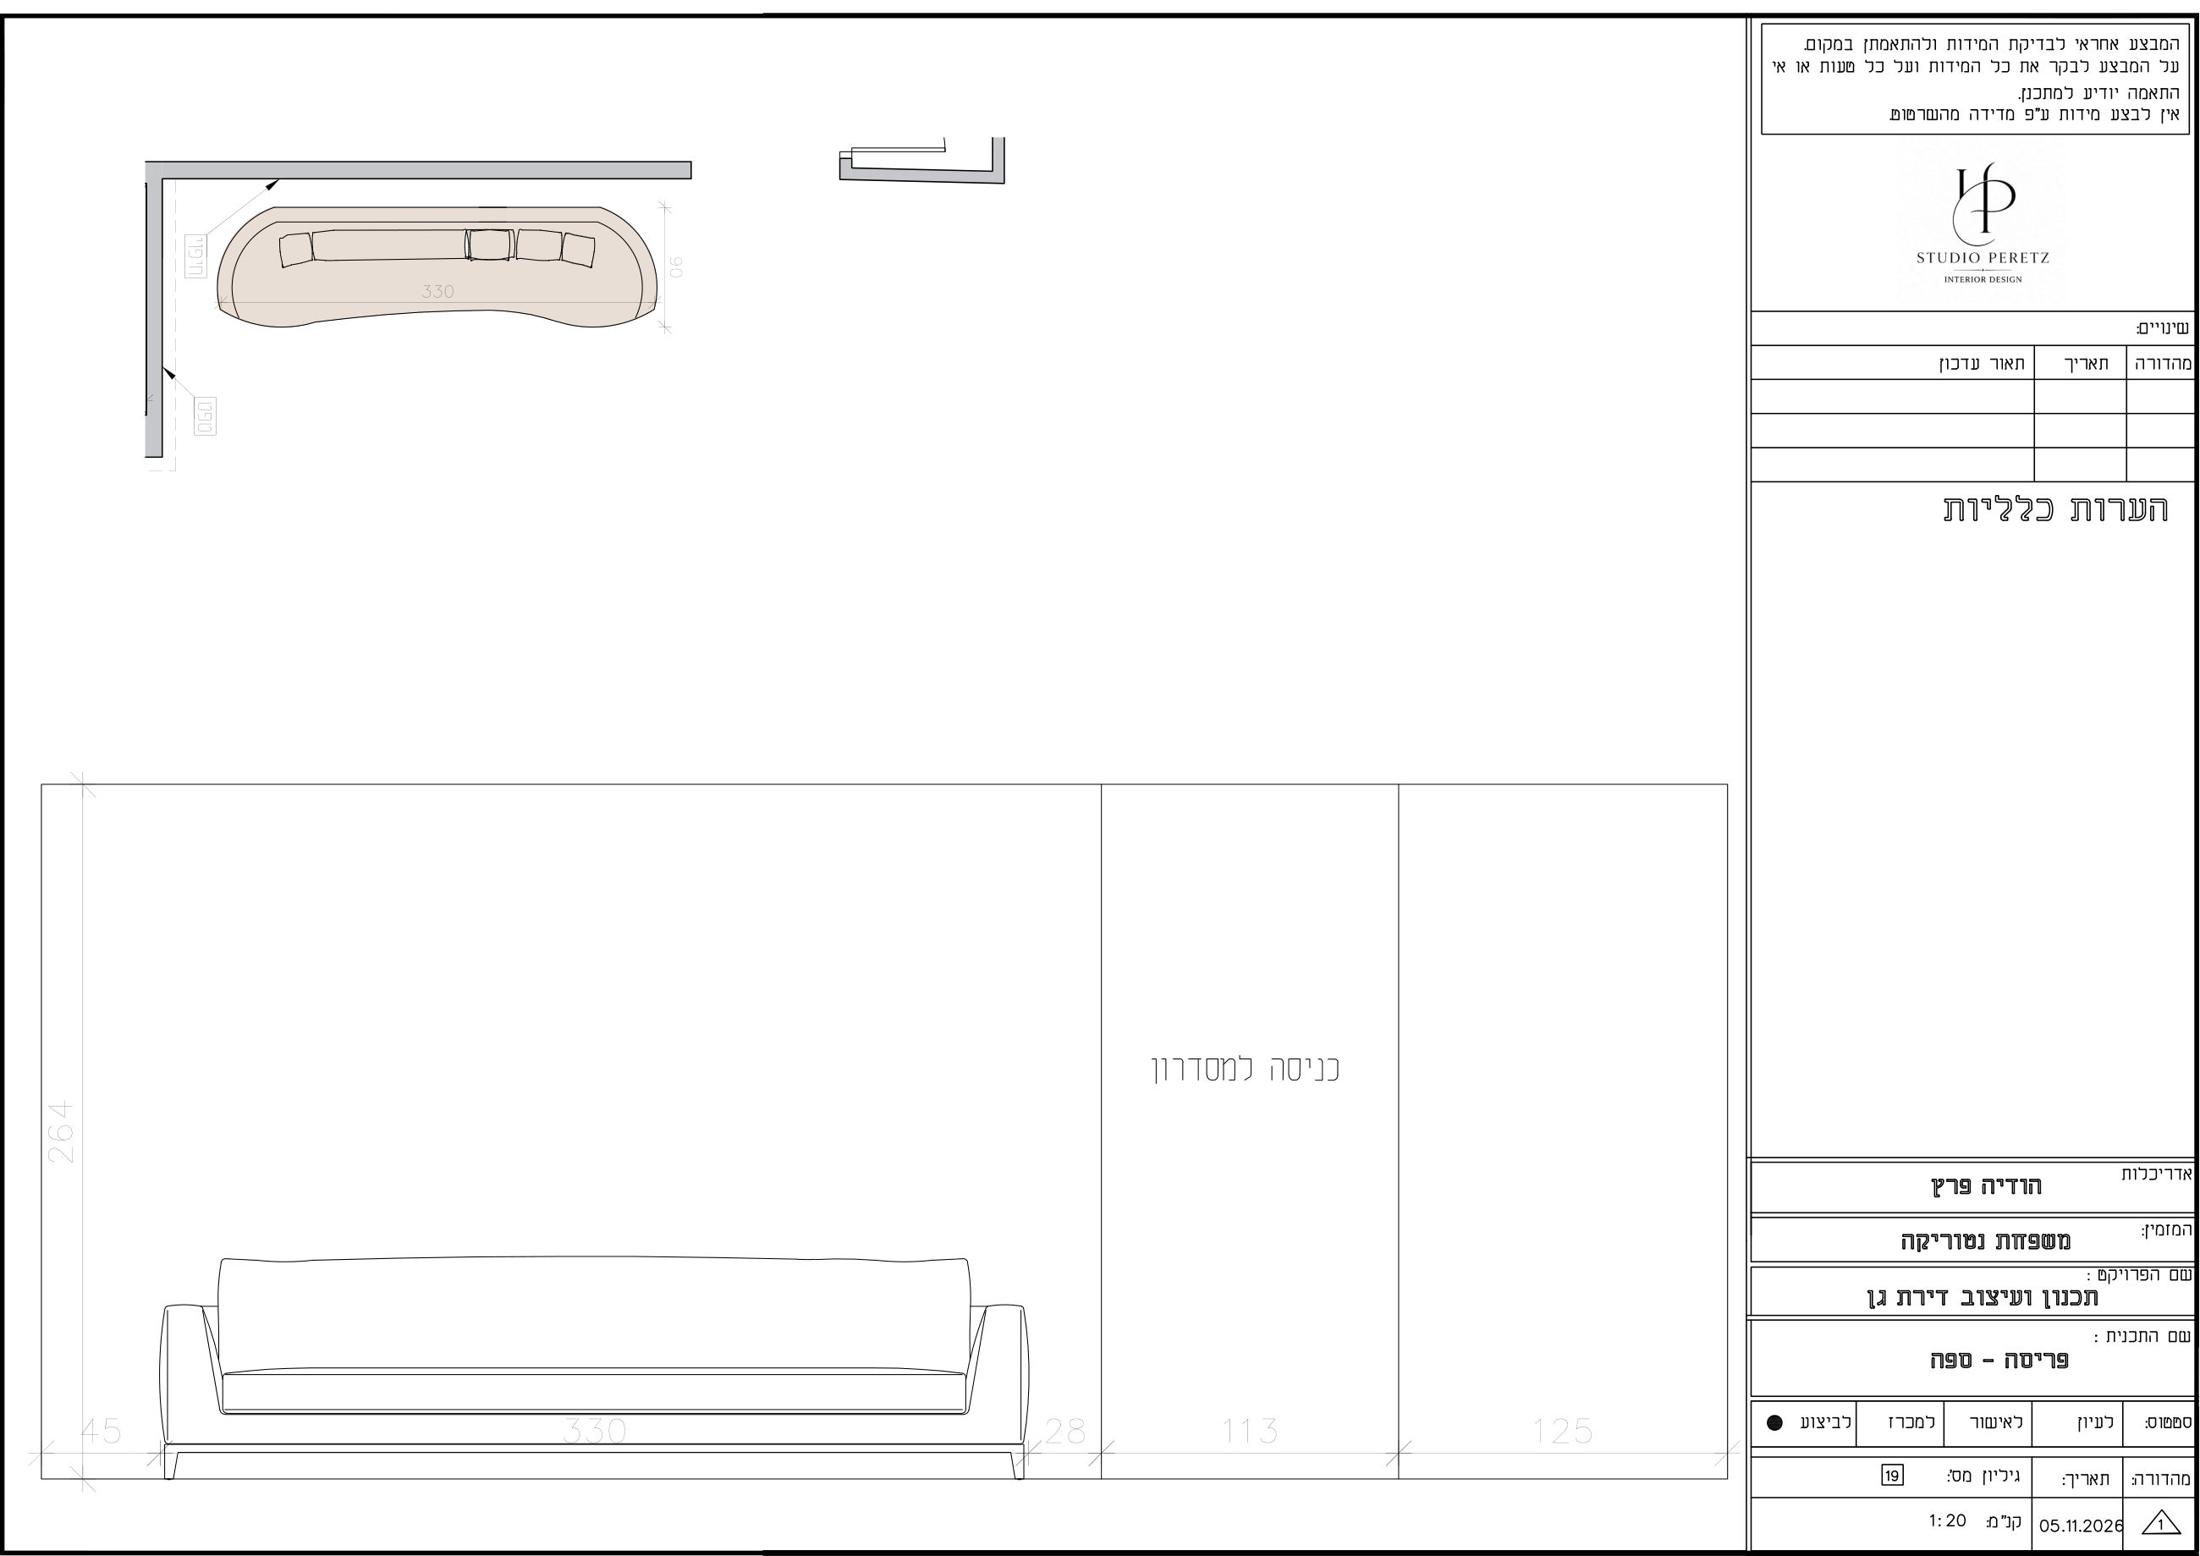 המבצע אחראי לבדיקת המידות ולהתאמתן במקום.
על המבצע לבקר את כל המידות ועל כל טעות או אי
התאמה יודיע למתכנן.
אין לבצע מידות ע"פ מדידה מהשרטוט
HP
STUDIO PERETZ
INTERIOR DESIGN
שינויים:
מהדורה תאריך תאור עדכון
הערות כלליות
330
90
264
כניסה למסדרון
45 330 28 113 125
אדריכלות
הודיה פרץ
המזמין:
משפחת נטוריקה
שם הפרויקט :
תכנון ועיצוב דירת גן
שם התכנית :
פריסה - ספה
סטטוס: לעיון לאישור למכרז לביצוע
מהדורה: תאריך: גיליון מס': 19
1 05.11.2026 קנ"מ: 1:20